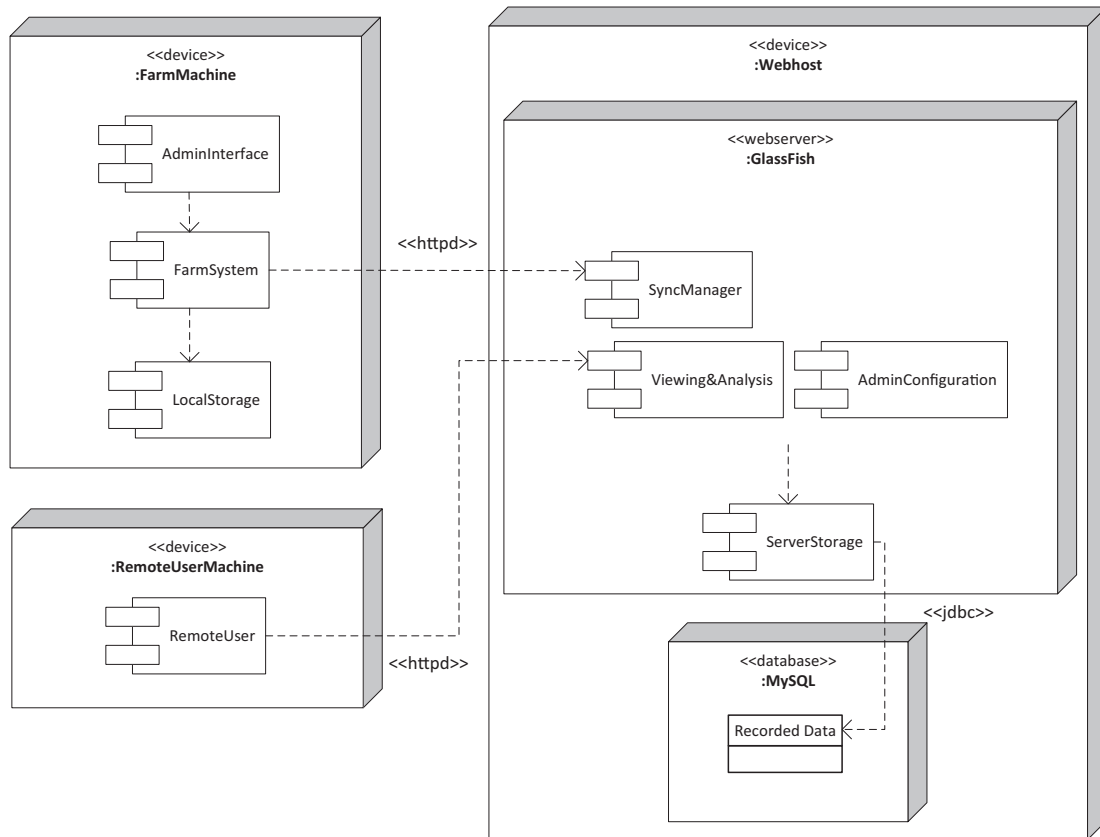 <<device>>
:FarmMachine
AdminInterface
FarmSystem
LocalStorage
<<httpd>>
<<device>>
:RemoteUserMachine
RemoteUser
<<httpd>>
<<device>>
:Webhost
<<webserver>>
:GlassFish
SyncManager
Viewing&Analysis
AdminConfiguration
ServerStorage
<<jdbc>>
<<database>>
:MySQL
Recorded Data